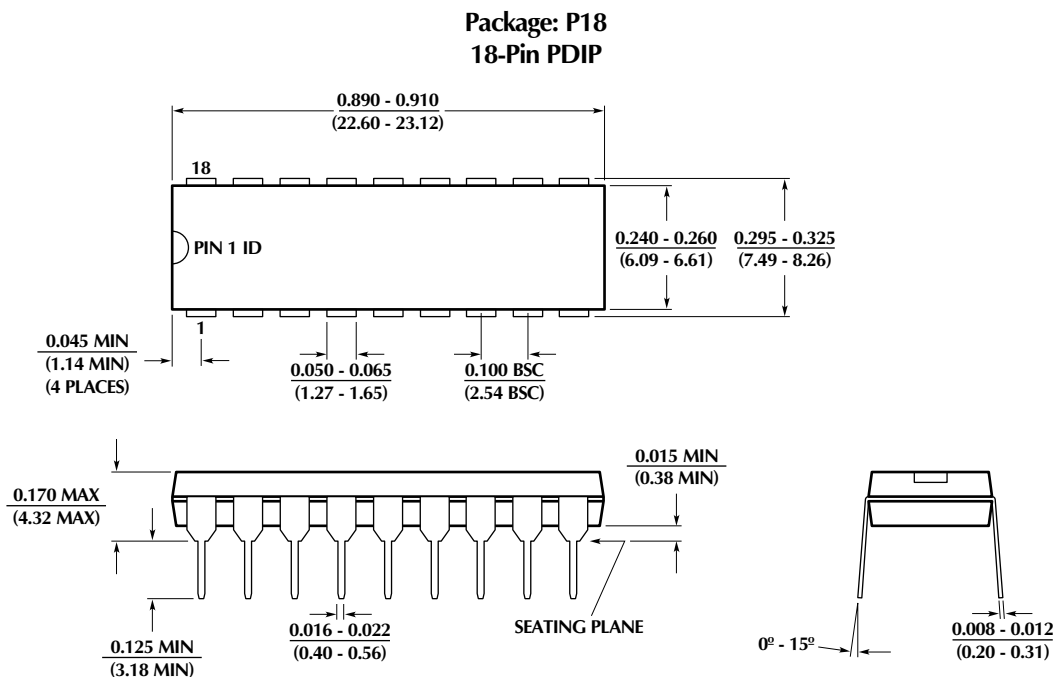 Package: P18
18-Pin PDIP
0.890 - 0.910
(22.60 - 23.12)
18
PIN 1 ID
0.240 - 0.260
(6.09 - 6.61)
0.295 - 0.325
(7.49 - 8.26)
1
0.045 MIN
(1.14 MIN)
(4 PLACES)
0.050 - 0.065
(1.27 - 1.65)
0.100 BSC
(2.54 BSC)
0.015 MIN
(0.38 MIN)
0.170 MAX
(4.32 MAX)
0.125 MIN
(3.18 MIN)
0.016 - 0.022
(0.40 - 0.56)
SEATING PLANE
0º - 15º
0.008 - 0.012
(0.20 - 0.31)